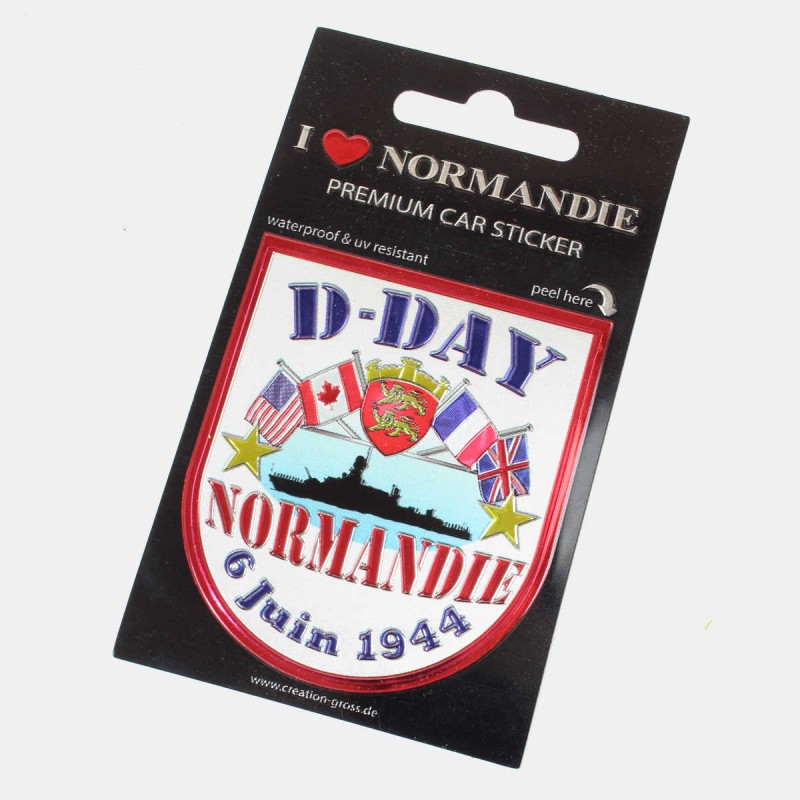 I ❤ NORMANDIE
PREMIUM CAR STICKER
waterproof & uv resistant
peel here
D-DAY
NORMANDIE
6 Juin 1944
www.creation-gross.de